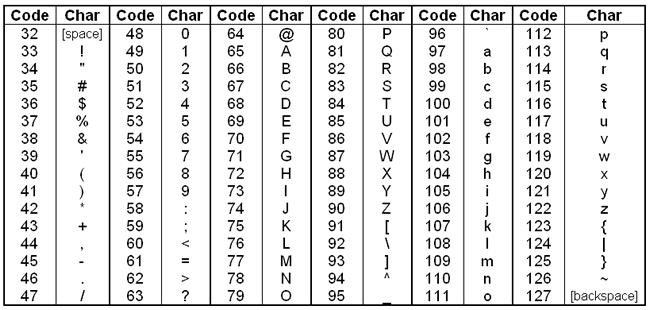 Code Char Code Char Code Char Code Char Code Char Code Char
32 [space] 48 0 64 @ 80 P 96 ` 112 p
33 ! 49 1 65 A 81 Q 97 a 113 q
34 " 50 2 66 B 82 R 98 b 114 r
35 # 51 3 67 C 83 S 99 c 115 s
36 $ 52 4 68 D 84 T 100 d 116 t
37 % 53 5 69 E 85 U 101 e 117 u
38 & 54 6 70 F 86 V 102 f 118 v
39 ' 55 7 71 G 87 W 103 g 119 w
40 ( 56 8 72 H 88 X 104 h 120 x
41 ) 57 9 73 I 89 Y 105 i 121 y
42 * 58 : 74 J 90 Z 106 j 122 z
43 + 59 ; 75 K 91 [ 107 k 123 {
44 , 60 < 76 L 92 \ 108 l 124 |
45 - 61 = 77 M 93 ] 109 m 125 }
46 . 62 > 78 N 94 ^ 110 n 126 ~
47 / 63 ? 79 O 95 _ 111 o 127 [backspace]